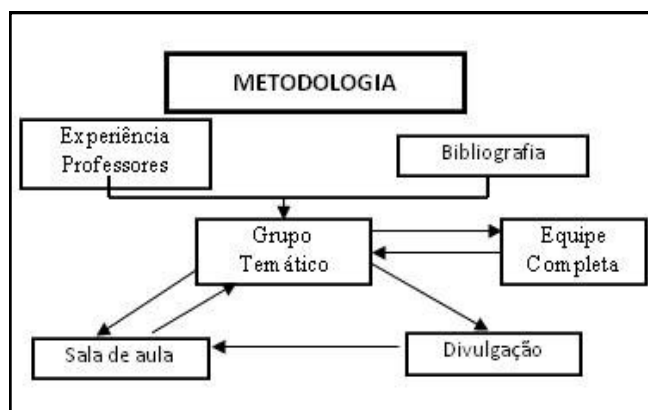 METODOLOGIA
Experiência
Professores
Bibliografia
Grupo
Temático
Equipe
Completa
Sala de aula
Divulgação